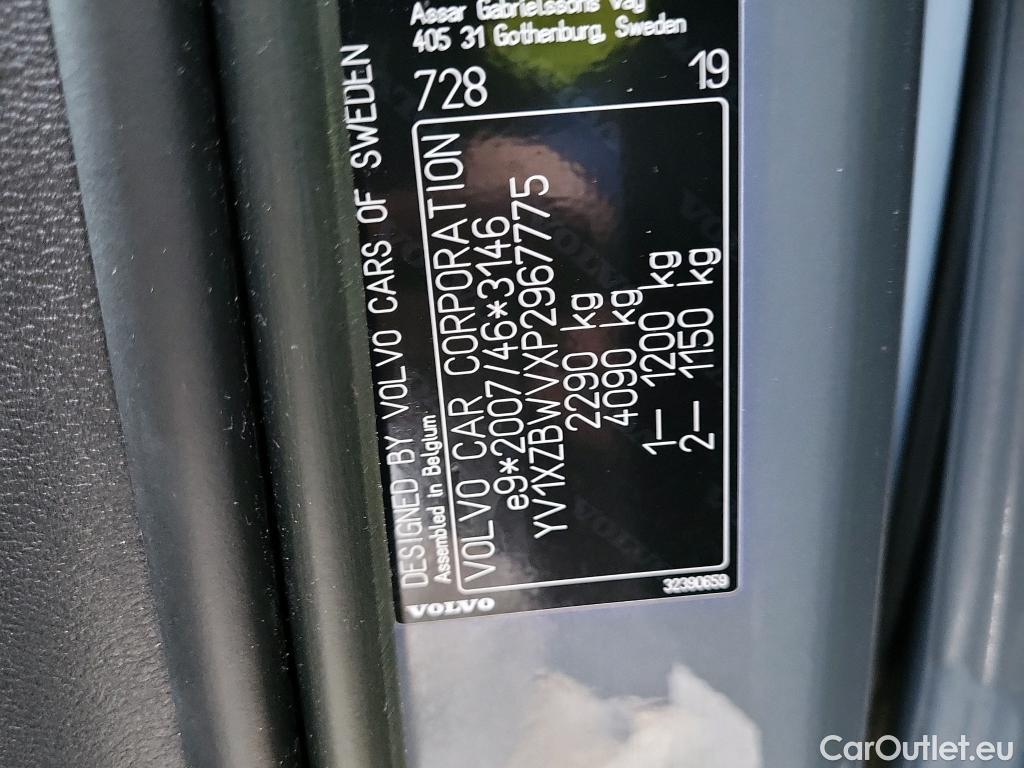 VOLVO
DESIGNED BY VOLVO CARS OF SWEDEN
Assembled in Belgium
Assar Gabrielssons Väg
405 31 Gothenburg, Sweden
728
19
VOLVO CAR CORPORATION
e9*2007/46*3146
YV1XZBWVXP2967775
2290 kg
4090 kg
1– 1200 kg
2– 1150 kg
32390659
CarOutlet.eu